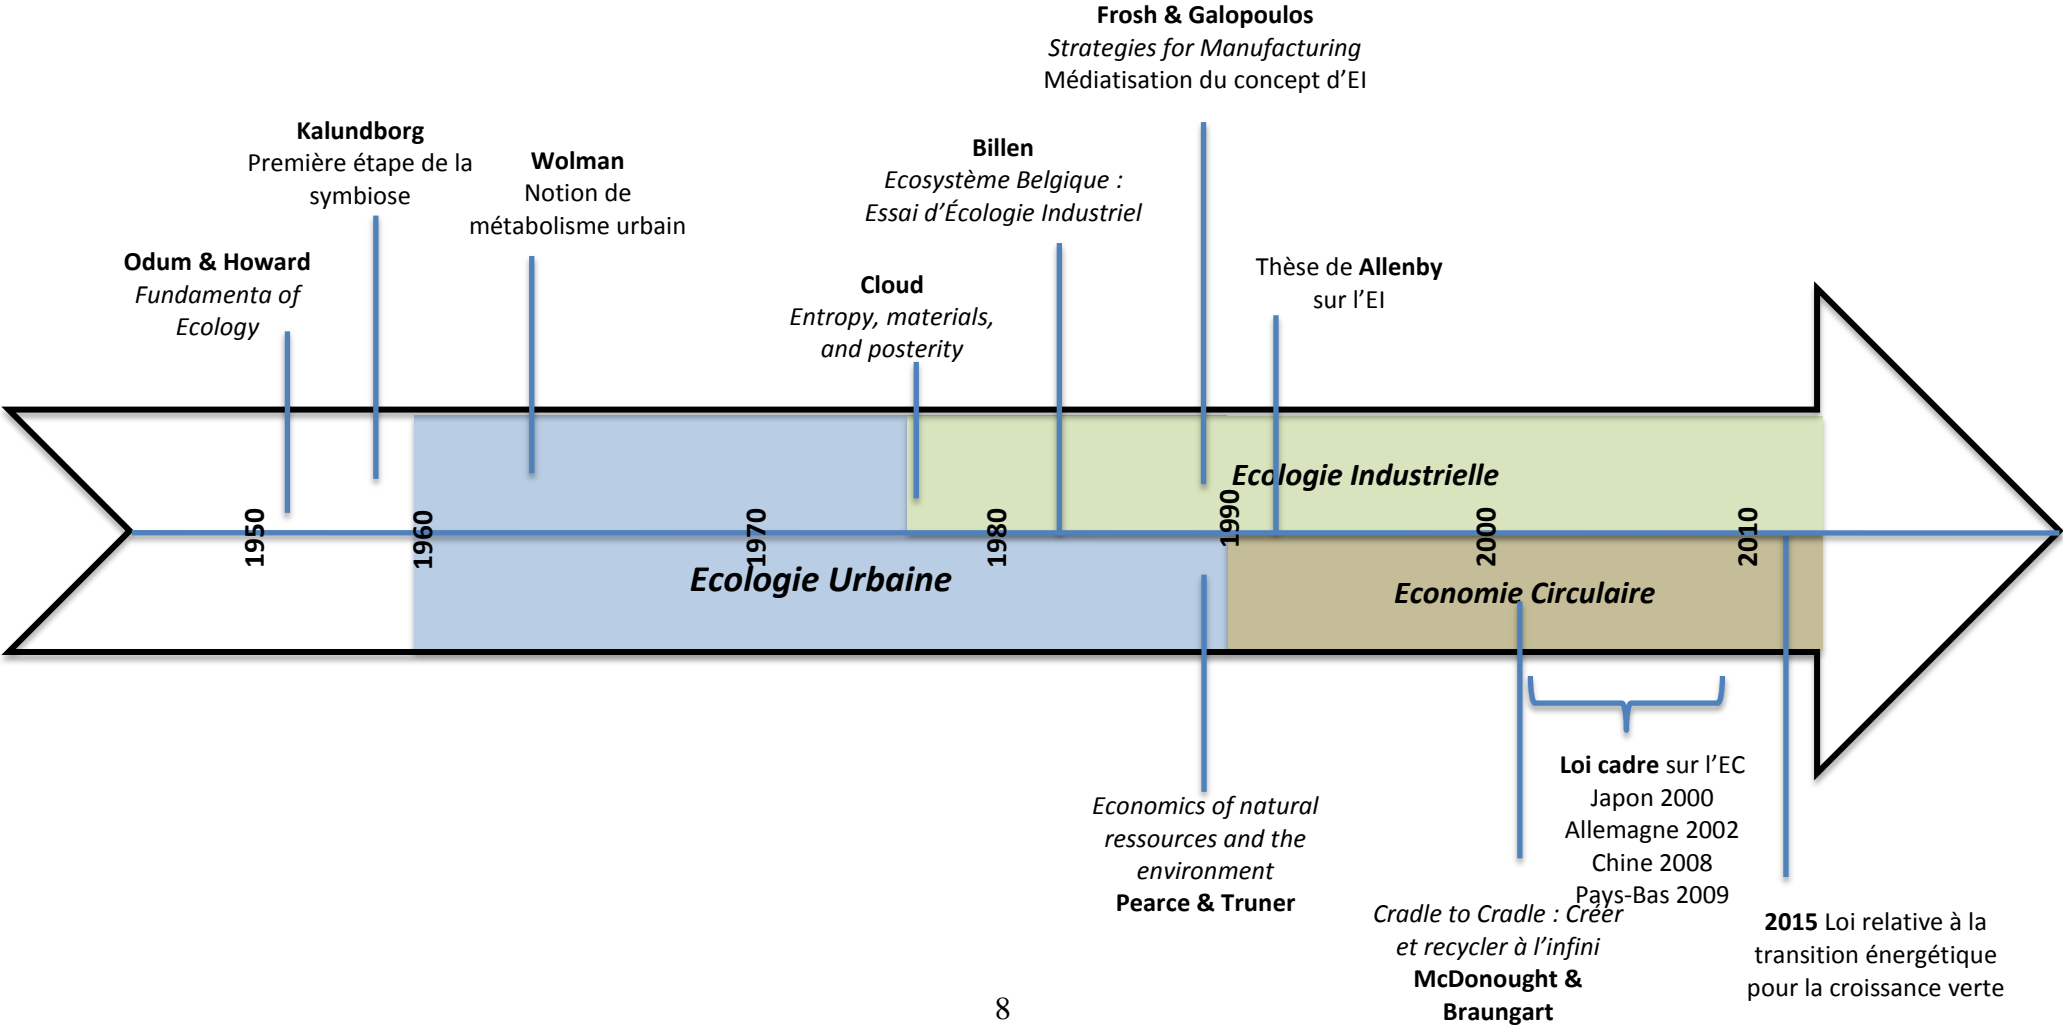 Frosh & Galopoulos
Strategies for Manufacturing
Médiatisation du concept d’EI
Kalundborg
Première étape de la
symbiose
Wolman
Notion de
métabolisme urbain
Billen
Ecosystème Belgique :
Essai d’Écologie Industriel
Odum & Howard
Fundamenta of
Ecology
Cloud
Entropy, materials,
and posterity
Thèse de Allenby
sur l’EI
Ecologie Industrielle
1950
1960
1970
1980
1990
2000
2010
Ecologie Urbaine
Economie Circulaire
Economics of natural
ressources and the
environment
Pearce & Truner
Loi cadre sur l’EC
Japon 2000
Allemagne 2002
Chine 2008
Pays-Bas 2009
Cradle to Cradle : Créer
et recycler à l’infini
McDonought &
Braungart
2015 Loi relative à la
transition énergétique
pour la croissance verte
8